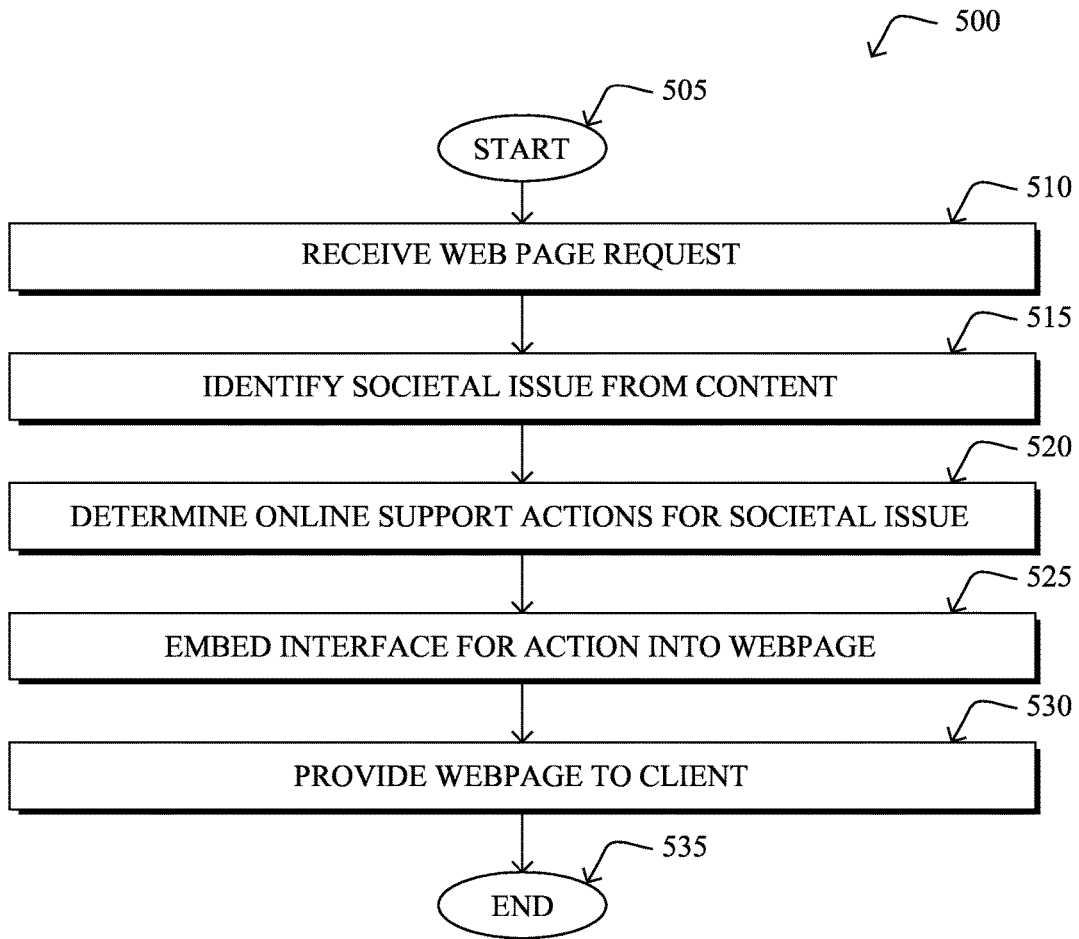 500
505
START
510
RECEIVE WEB PAGE REQUEST
515
IDENTIFY SOCIETAL ISSUE FROM CONTENT
520
DETERMINE ONLINE SUPPORT ACTIONS FOR SOCIETAL ISSUE
525
EMBED INTERFACE FOR ACTION INTO WEBPAGE
530
PROVIDE WEBPAGE TO CLIENT
535
END